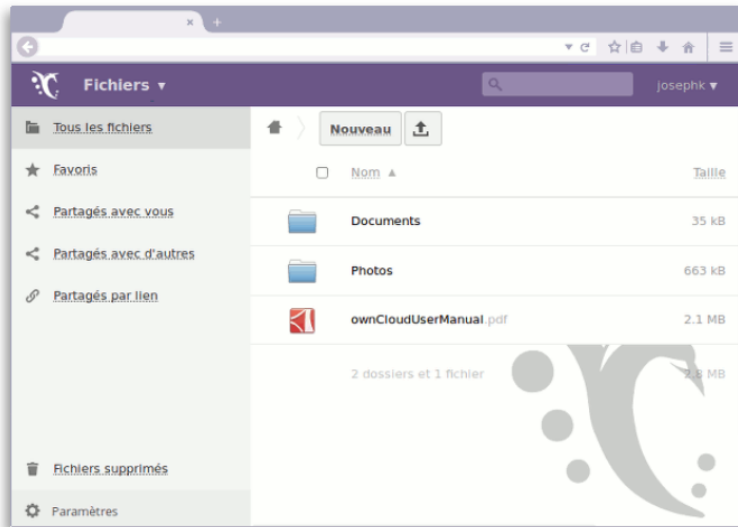 Fichiers ▾
josephk ▾
Tous les fichiers
Favoris
Partagés avec vous
Partagés avec d'autres
Partagés par lien
Fichiers supprimés
Paramètres
Nouveau
Nom ▲ Taille
Documents 35 kB
Photos 663 kB
ownCloudUserManual.pdf 2.1 MB
2 dossiers et 1 fichier 2.8 MB